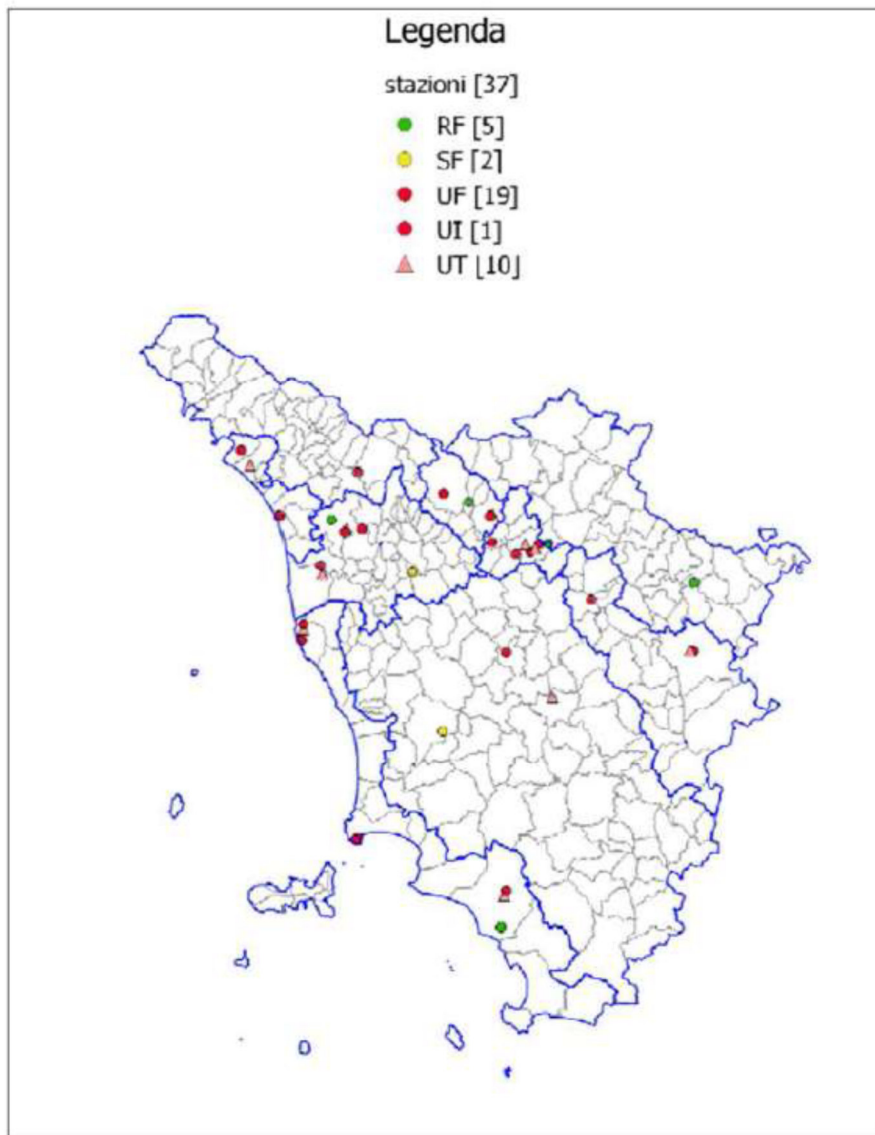 Legenda
stazioni [37]
RF [5]
SF [2]
UF [19]
UI [1]
UT [10]